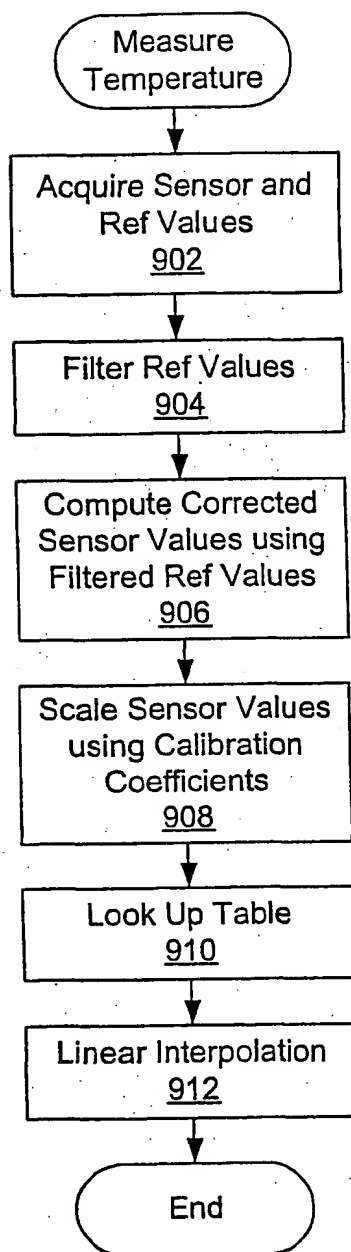 Measure
Temperature
Acquire Sensor and
Ref Values
902
Filter Ref Values
904
Compute Corrected
Sensor Values using
Filtered Ref Values
906
Scale Sensor Values
using Calibration
Coefficients
908
Look Up Table
910
Linear Interpolation
912
End